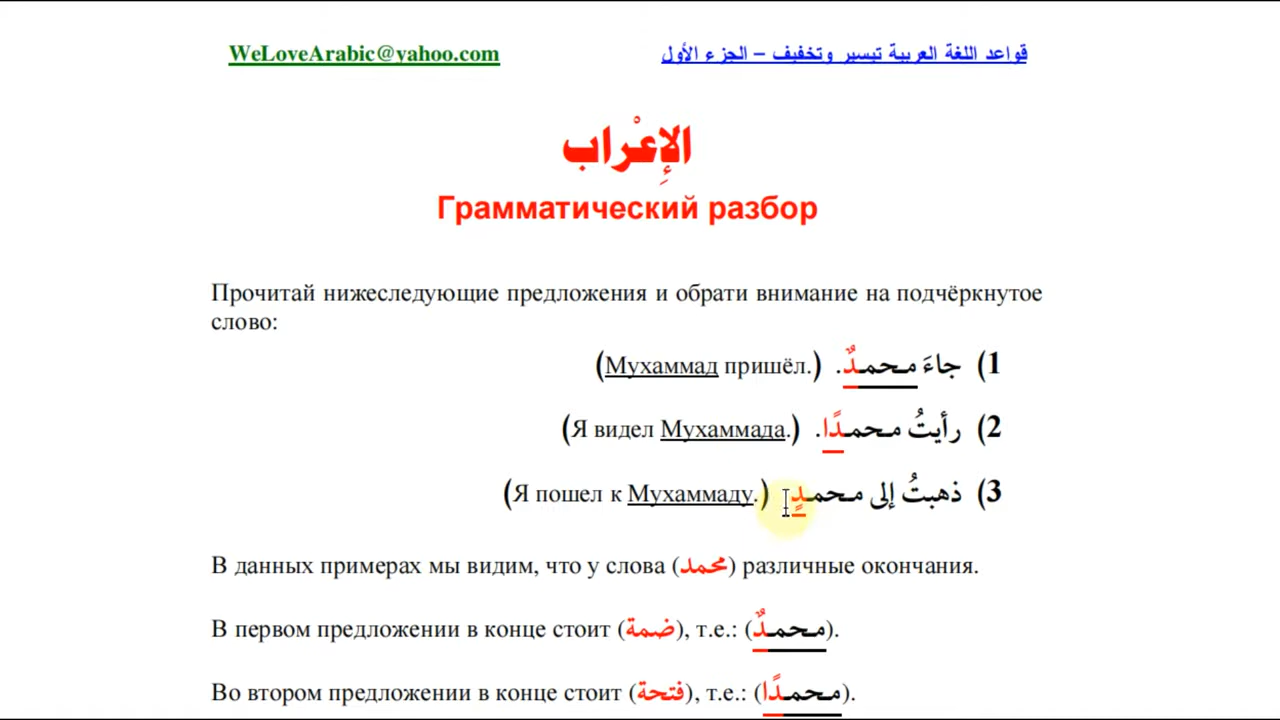 WeLoveArabic@yahoo.com قواعد اللغة العربية تيسير وتخفيف – الجزء الأول
الإِعْراب
Грамматический разбор
Прочитай нижеследующие предложения и обрати внимание на подчёркнутое
слово:
1) جاءَ محمدٌ. (Мухаммад пришёл.)
2) رأيتُ محمدًا. (Я видел Мухаммада.)
3) ذهبتُ إلى محمدٍ (Я пошел к Мухаммаду.)
В данных примерах мы видим, что у слова (محمد) различные окончания.
В первом предложении в конце стоит (ضمة), т.е.: (محمدٌ).
Во втором предложении в конце стоит (فتحة), т.е.: (محمدًا).